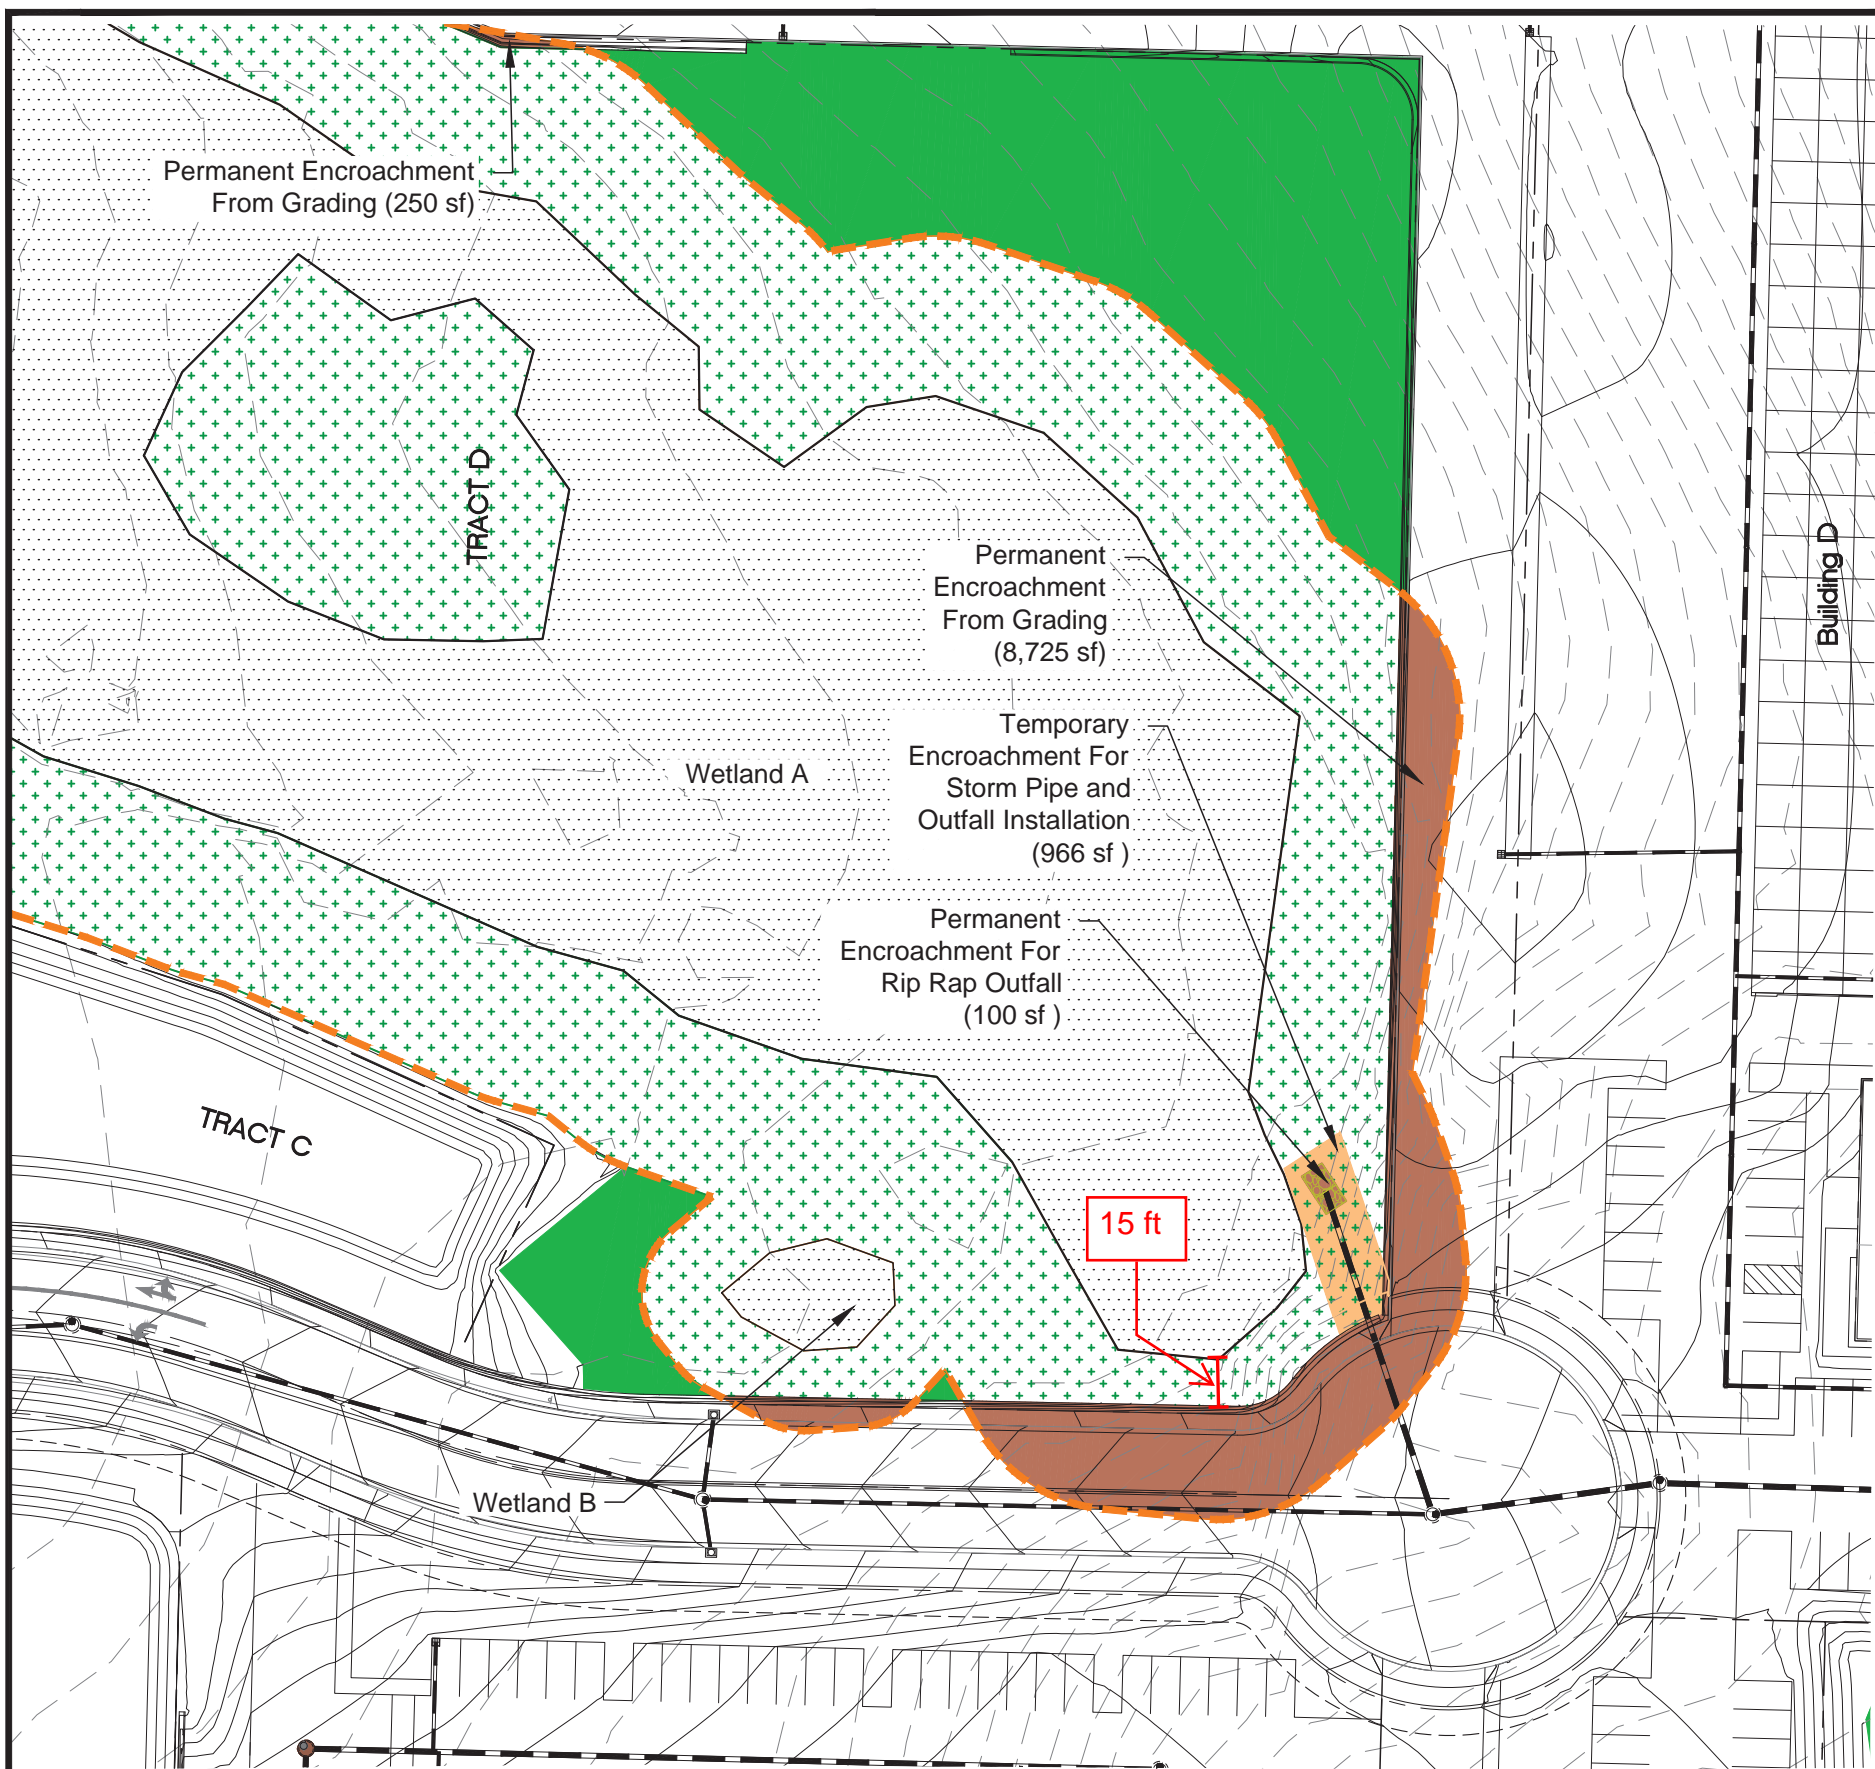 Permanent Encroachment
From Grading (250 sf)
TRACT D
Permanent
Encroachment
From Grading
(8,725 sf)
Building D
Temporary
Encroachment For
Storm Pipe and
Outfall Installation
(966 sf )
Wetland A
Permanent
Encroachment For
Rip Rap Outfall
(100 sf )
TRACT C
15 ft
Wetland B